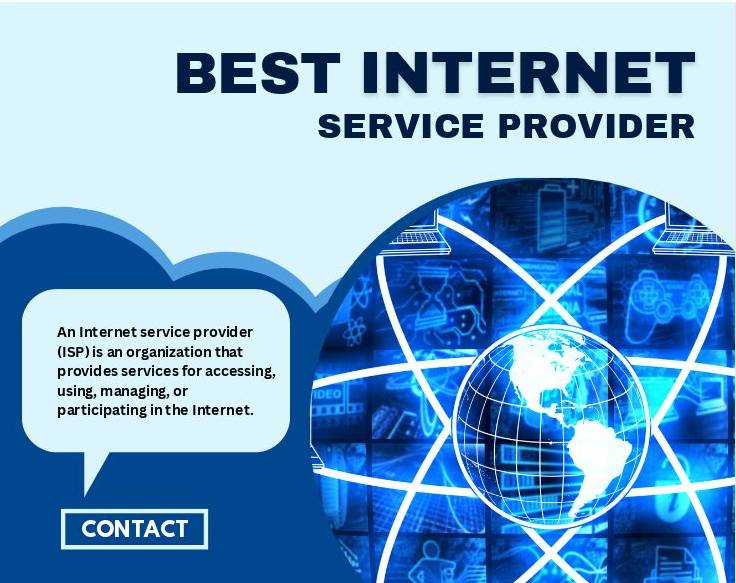 BEST INTERNET
SERVICE PROVIDER
An Internet service provider
(ISP) is an organization that
provides services for accessing,
using, managing, or
participating in the Internet.
VIDEO
CONTACT